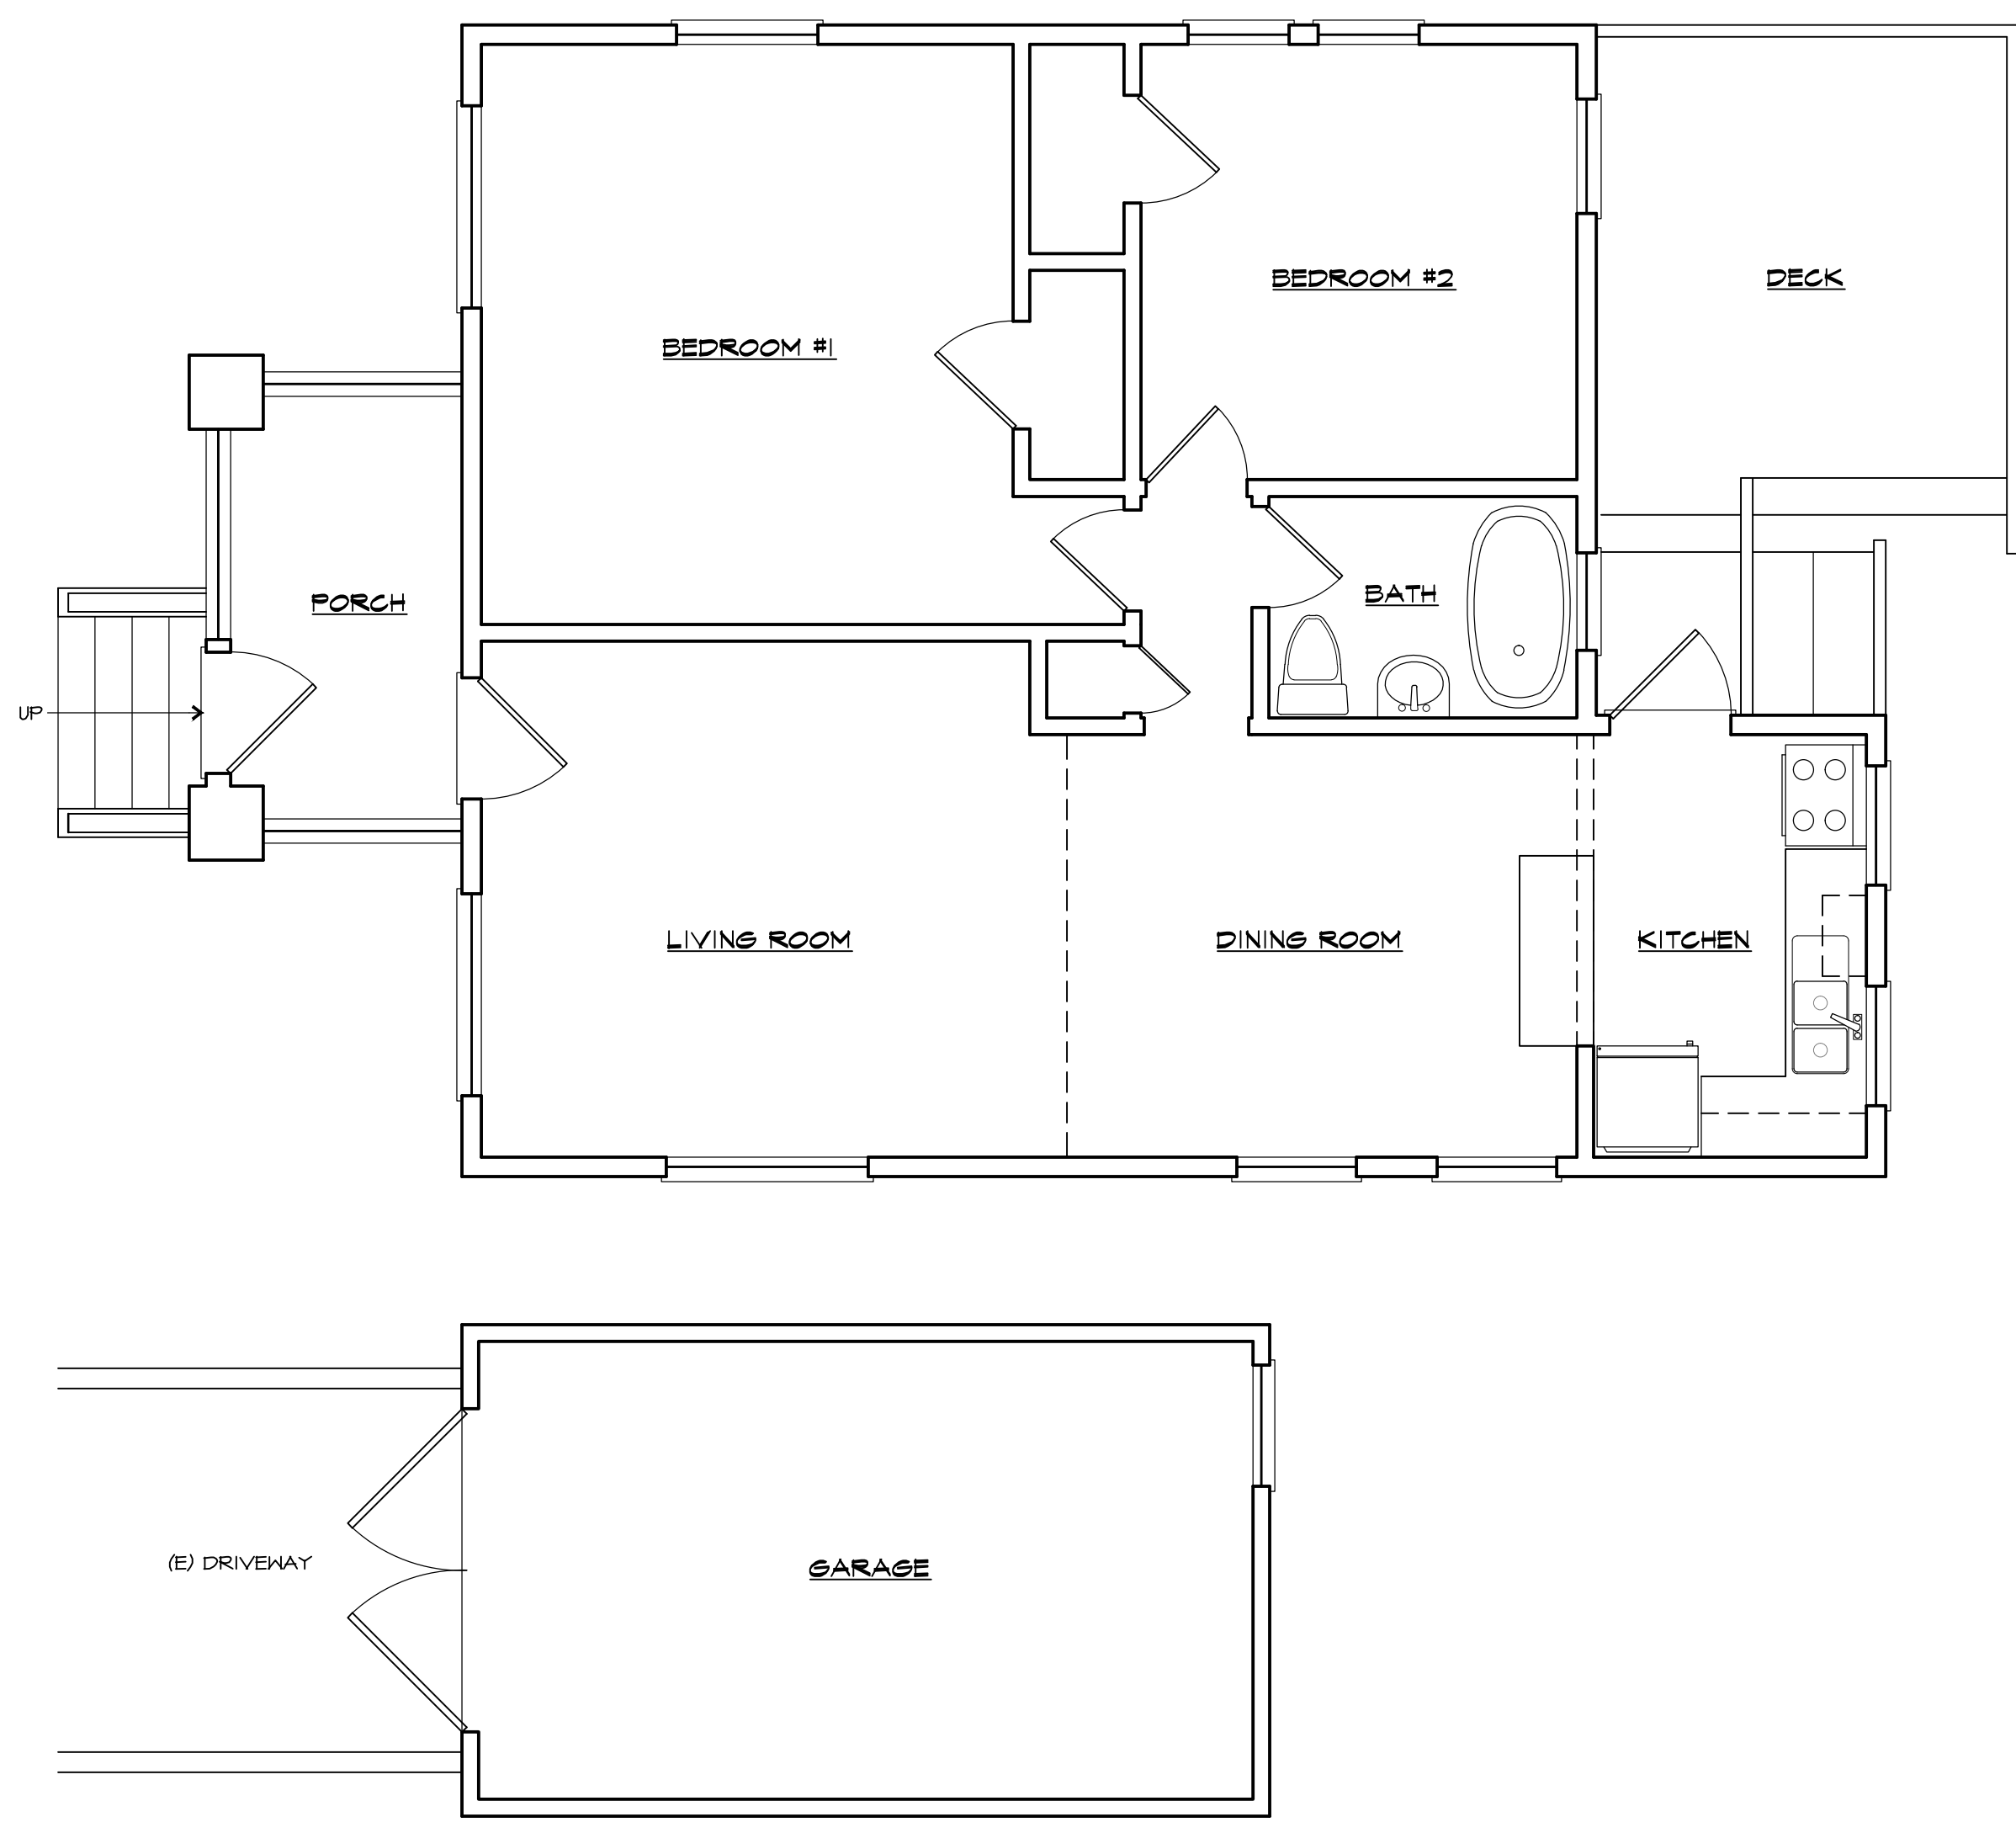 BEDROOM #2
DECK
BEDROOM #1
BATH
PORCH
UP
LIVING ROOM
DINING ROOM
KITCHEN
(E) DRIVEWAY
GARAGE